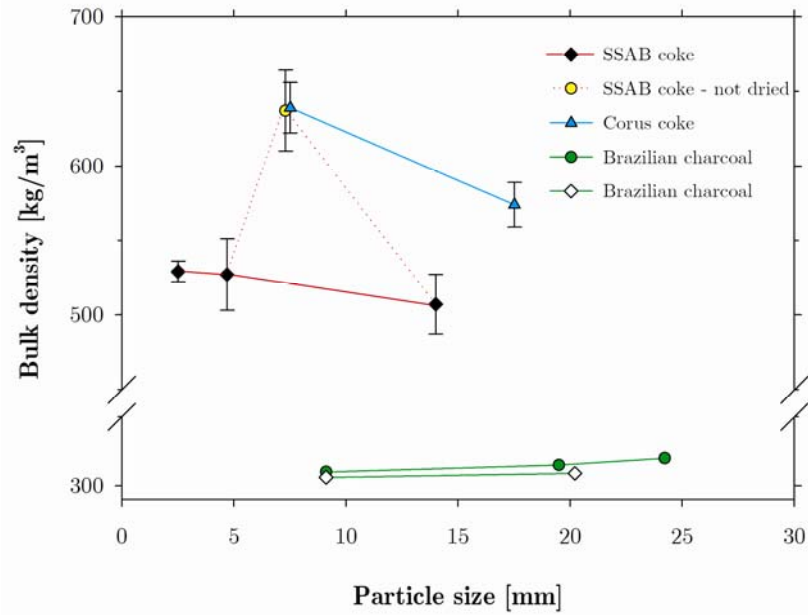 700
600
500
300
Bulk density [kg/m³]
SSAB coke
SSAB coke - not dried
Corus coke
Brazilian charcoal
Brazilian charcoal
0 5 10 15 20 25 30
Particle size [mm]